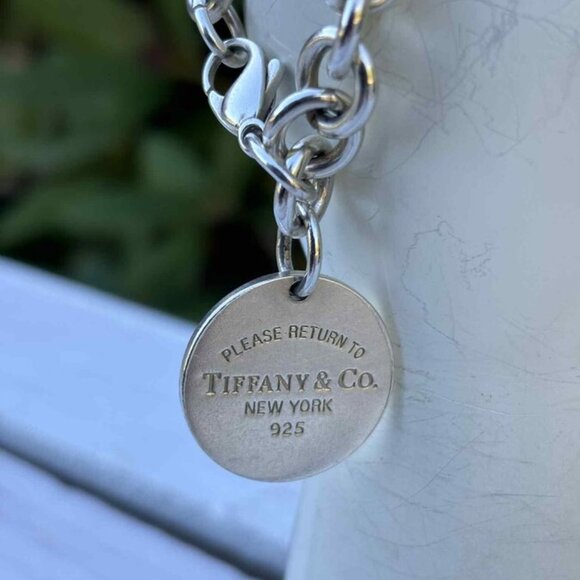 PLEASE RETURN TO
TIFFANY & CO.
NEW YORK
925